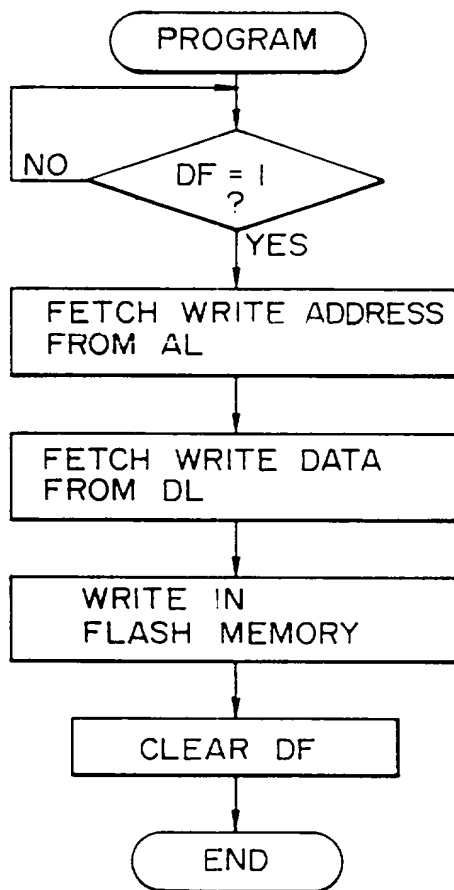 PROGRAM
NO
DF = 1
?
YES
FETCH WRITE ADDRESS
FROM AL
FETCH WRITE DATA
FROM DL
WRITE IN
FLASH MEMORY
CLEAR DF
END